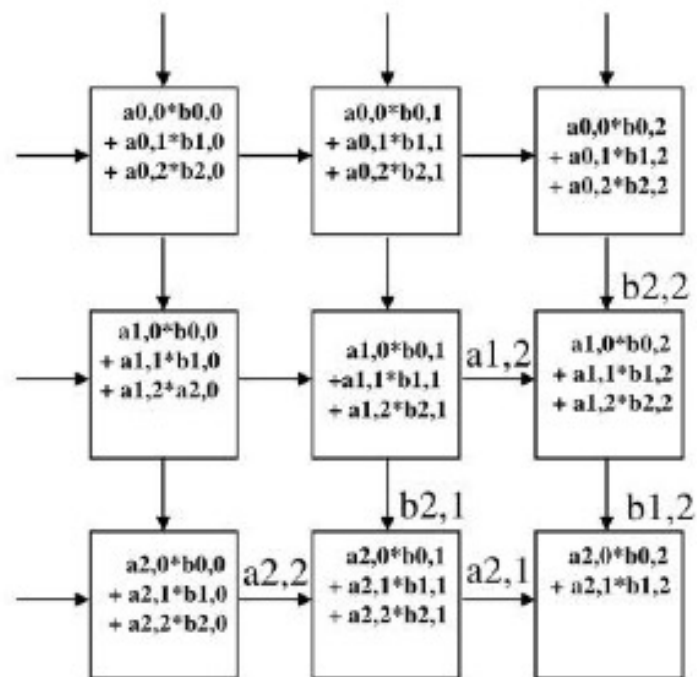 a0,0*b0,0
+ a0,1*b1,0
+ a0,2*b2,0
a0,0*b0,1
+ a0,1*b1,1
+ a0,2*b2,1
a0,0*b0,2
+ a0,1*b1,2
+ a0,2*b2,2
b2,2
a1,0*b0,0
+ a1,1*b1,0
+ a1,2*a2,0
a1,0*b0,1
+a1,1*b1,1
+ a1,2*b2,1
a1,2
a1,0*b0,2
+ a1,1*b1,2
+ a1,2*b2,2
b2,1
b1,2
a2,0*b0,0
+ a2,1*b1,0
+ a2,2*b2,0
a2,2
a2,0*b0,1
+ a2,1*b1,1
+ a2,2*b2,1
a2,1
a2,0*b0,2
+ a2,1*b1,2